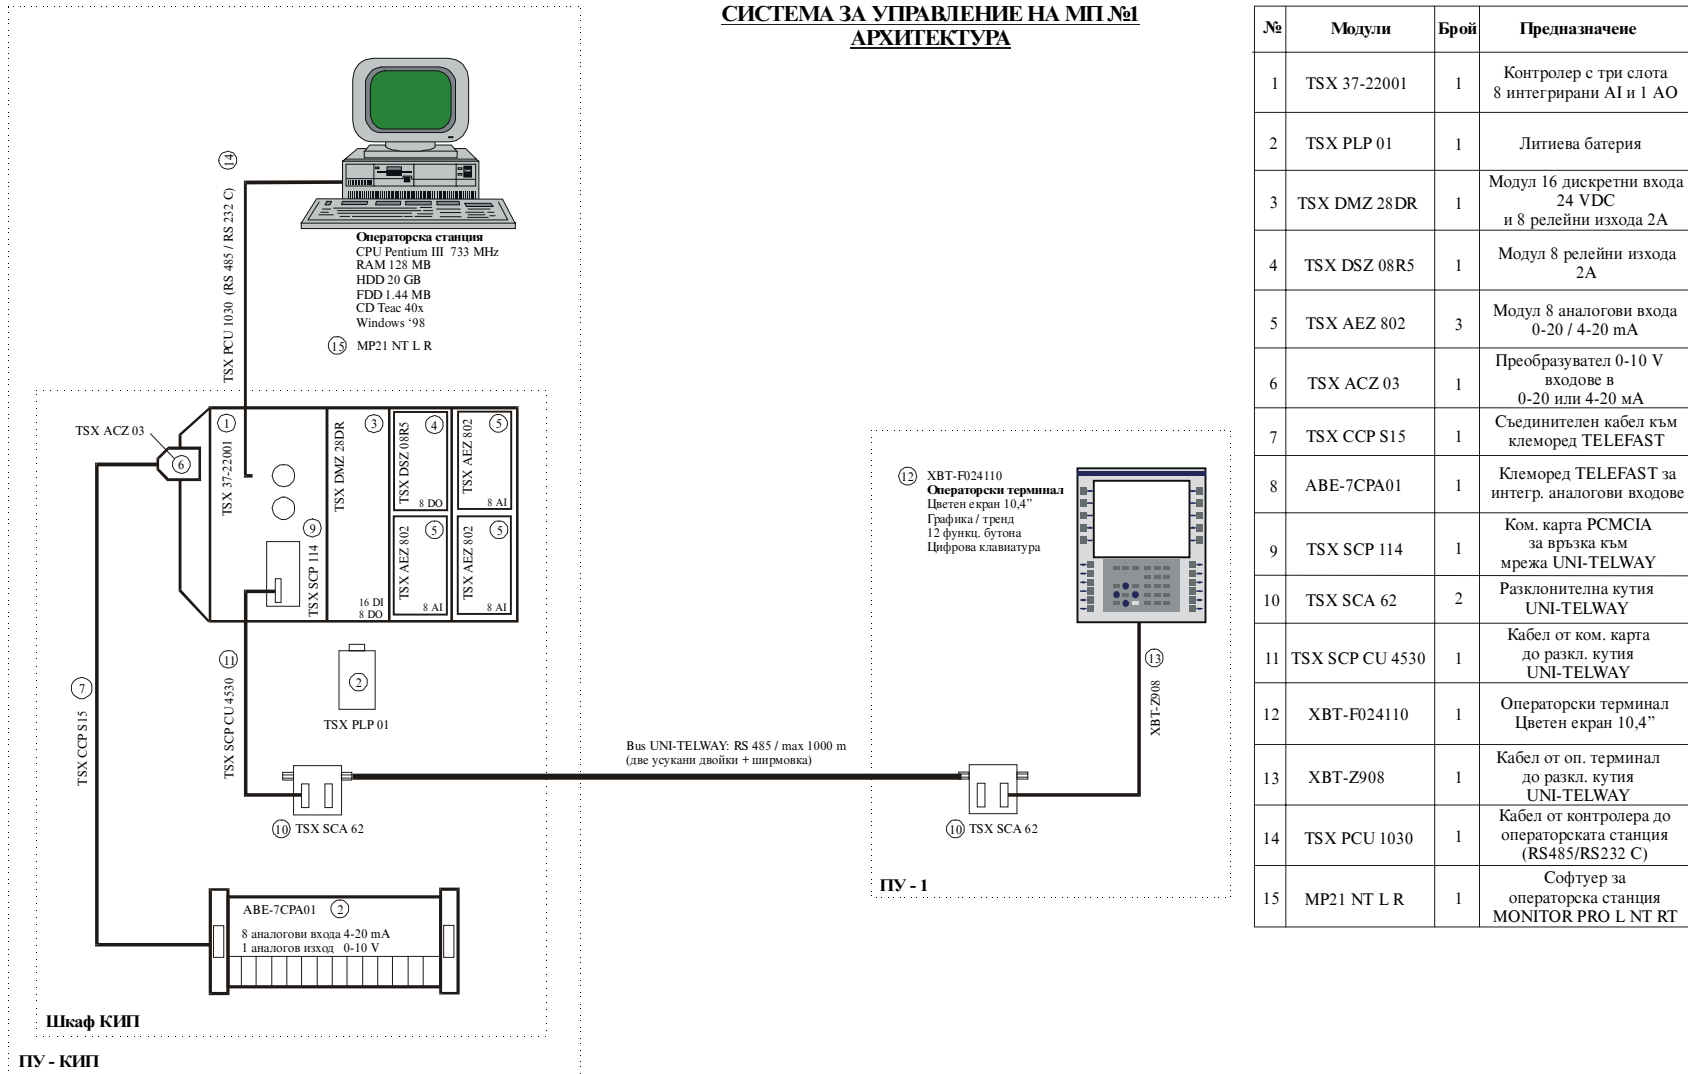 СИСТЕМА ЗА УПРАВЛЕНИЕ НА МП №1
АРХИТЕКТУРА
14
TSX PCU 1030 (RS 485 / RS 232 C)
Операторска станция
CPU Pentium III 733 MHz
RAM 128 MB
HDD 20 GB
FDD 1.44 MB
CD Teac 40x
Windows ‘98
15 MP21 NT L R
TSX ACZ 03
6
1
TSX 37-22001
9
TSX SCP 114
3
TSX DMZ 28DR
16 DI
8 DO
4
TSX DSZ 08R5
8 DO
5
TSX AEZ 802
8 AI
5
TSX AEZ 802
8 AI
5
TSX AEZ 802
8 AI
7
TSX CCP S15
11
TSX SCP CU 4530
2
TSX PLP 01
10 TSX SCA 62
Bus UNI-TELWAY: RS 485 / max 1000 m
(две усукани двойки + ширмовка)
12 XBT-F024110
Операторски терминал
Цветен екран 10,4”
Графика / тренд
12 функц. бутона
Цифрова клавиатура
13
XBT-Z908
10 TSX SCA 62
ПУ - 1
ABE-7CPA01 2
8 аналогови входа 4-20 mA
1 аналогов изход 0-10 V
Шкаф КИП
ПУ - КИП
№ Модули Брой Предназначеие
1 TSX 37-22001 1 Контролер с три слота
8 интегрирани AI и 1 AO
2 TSX PLP 01 1 Литиева батерия
3 TSX DMZ 28DR 1 Модул 16 дискретни входа
24 VDC
и 8 релейни изхода 2A
4 TSX DSZ 08R5 1 Модул 8 релейни изхода
2A
5 TSX AEZ 802 3 Модул 8 аналогови входа
0-20 / 4-20 mA
6 TSX ACZ 03 1 Преобразувател 0-10 V
входове в
0-20 или 4-20 мА
7 TSX CCP S15 1 Съединителен кабел към
клеморед TELEFAST
8 ABE-7CPA01 1 Клеморед TELEFAST за
интегр. аналогови входове
9 TSX SCP 114 1 Ком. карта PCMCIA
за връзка към
мрежа UNI-TELWAY
10 TSX SCA 62 2 Разклонителна кутия
UNI-TELWAY
11 TSX SCP CU 4530 1 Кабел от ком. карта
до разкл. кутия
UNI-TELWAY
12 XBT-F024110 1 Операторски терминал
Цветен екран 10,4”
13 XBT-Z908 1 Кабел от оп. терминал
до разкл. кутия
UNI-TELWAY
14 TSX PCU 1030 1 Кабел от контролера до
операторската станция
(RS485/RS232 C)
15 MP21 NT L R 1 Софтуер за
операторска станция
MONITOR PRO L NT RT